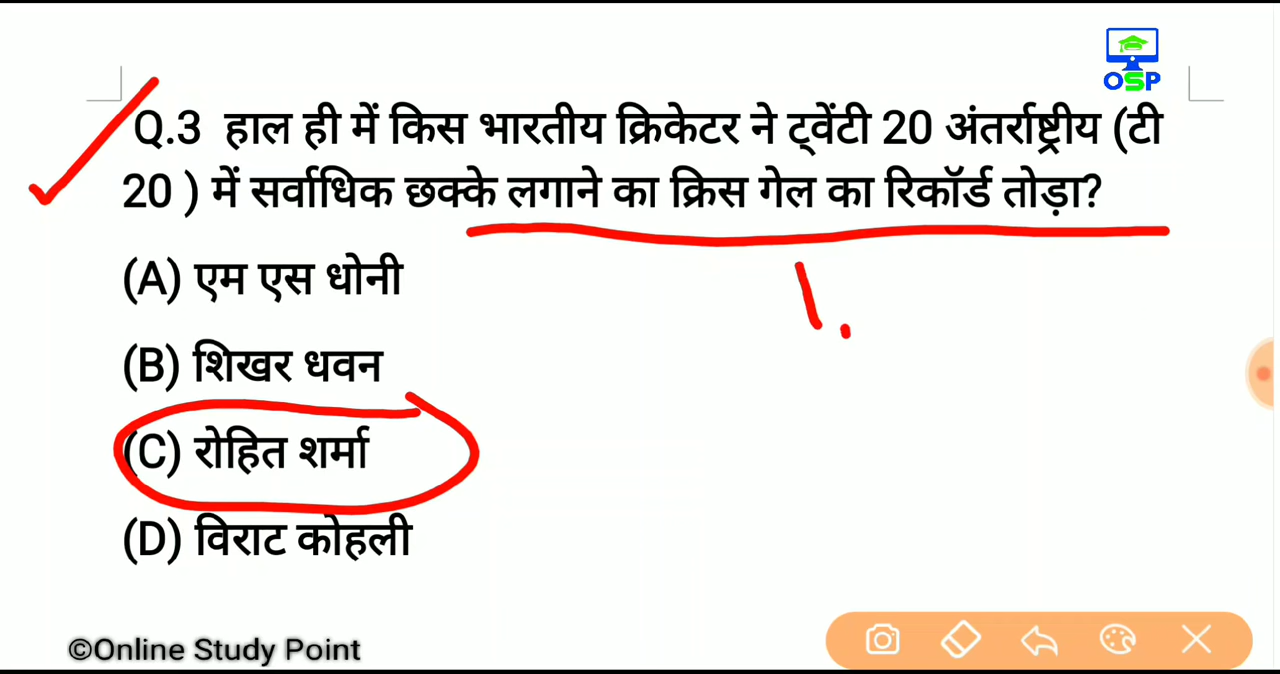 OSP
Q.3 हाल ही में किस भारतीय क्रिकेटर ने ट्वेंटी 20 अंतर्राष्ट्रीय (टी
20 ) में सर्वाधिक छक्के लगाने का क्रिस गेल का रिकॉर्ड तोड़ा?
(A) एम एस धोनी
(B) शिखर धवन
(C) रोहित शर्मा
(D) विराट कोहली
©Online Study Point